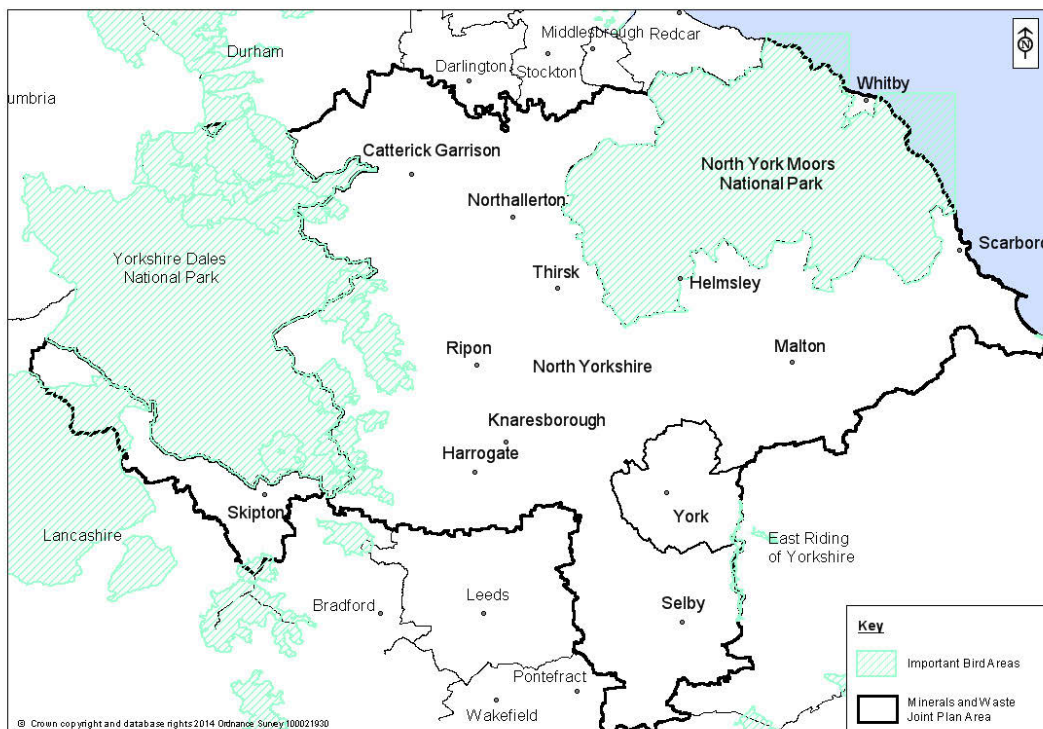 Middlesbrough
Redcar
Durham
Darlington
Stockton
umbria
Whitby
Catterick Garrison
North York Moors
National Park
Northallerton
Yorkshire Dales
National Park
Scarboro
Thirsk
Helmsley
Ripon
North Yorkshire
Malton
Knaresborough
Harrogate
Skipton
York
Lancashire
East Riding
of Yorkshire
Bradford
Leeds
Selby
Pontefract
Wakefield
N
Key
Important Bird Areas
Minerals and Waste
Joint Plan Area
© Crown copyright and database rights 2014 Ordnance Survey 100021930